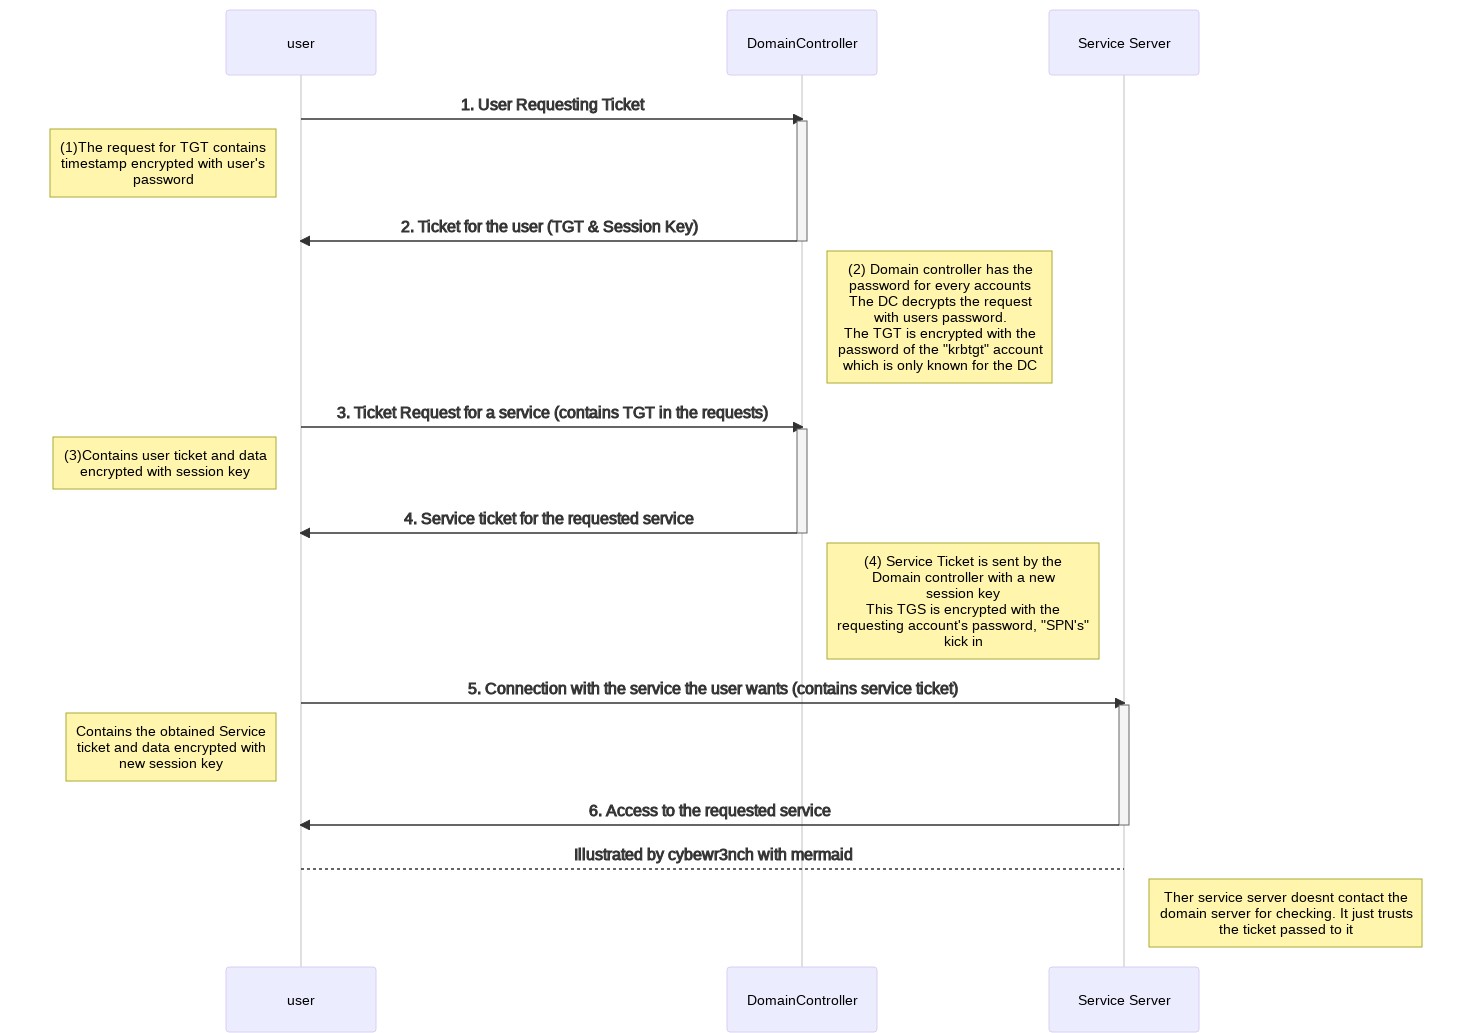 user
DomainController
Service Server
1. User Requesting Ticket
(1)The request for TGT contains
timestamp encrypted with user's
password
2. Ticket for the user (TGT & Session Key)
(2) Domain controller has the
password for every accounts
The DC decrypts the request
with users password.
The TGT is encrypted with the
password of the "krbtgt" account
which is only known for the DC
3. Ticket Request for a service (contains TGT in the requests)
(3)Contains user ticket and data
encrypted with session key
4. Service ticket for the requested service
(4) Service Ticket is sent by the
Domain controller with a new
session key
This TGS is encrypted with the
requesting account's password, "SPN's"
kick in
5. Connection with the service the user wants (contains service ticket)
Contains the obtained Service
ticket and data encrypted with
new session key
6. Access to the requested service
Illustrated by cybewr3nch with mermaid
Ther service server doesnt contact the
domain server for checking. It just trusts
the ticket passed to it
user
DomainController
Service Server